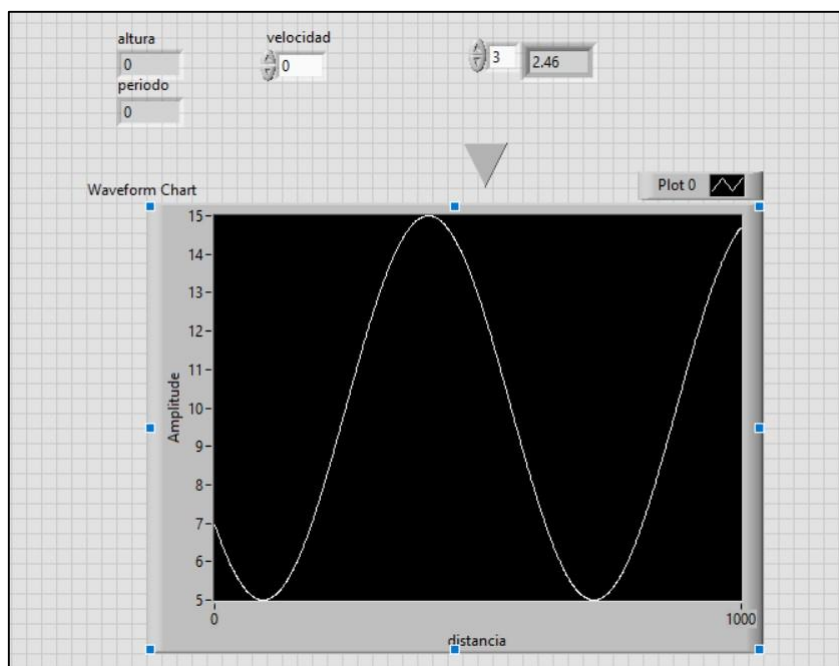 altura
0
periodo
0
velocidad
0
3
2.46
Waveform Chart
Plot 0
15
14
13
12
11
10
9
8
7
6
5
Amplitude
0
1000
distancia